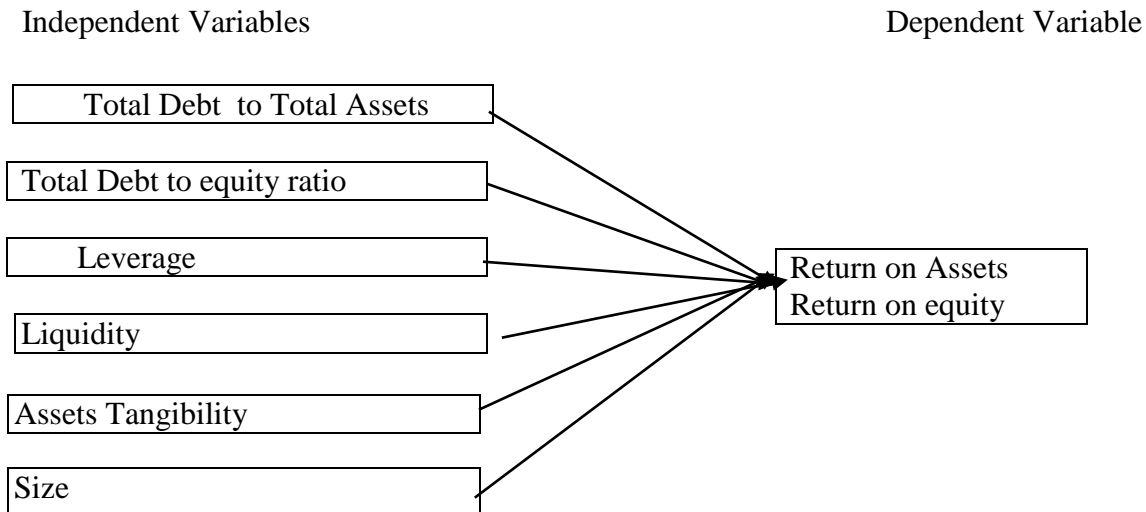 Independent Variables
Dependent Variable
Total Debt to Total Assets
Total Debt to equity ratio
Leverage
Return on Assets
Return on equity
Liquidity
Assets Tangibility
Size